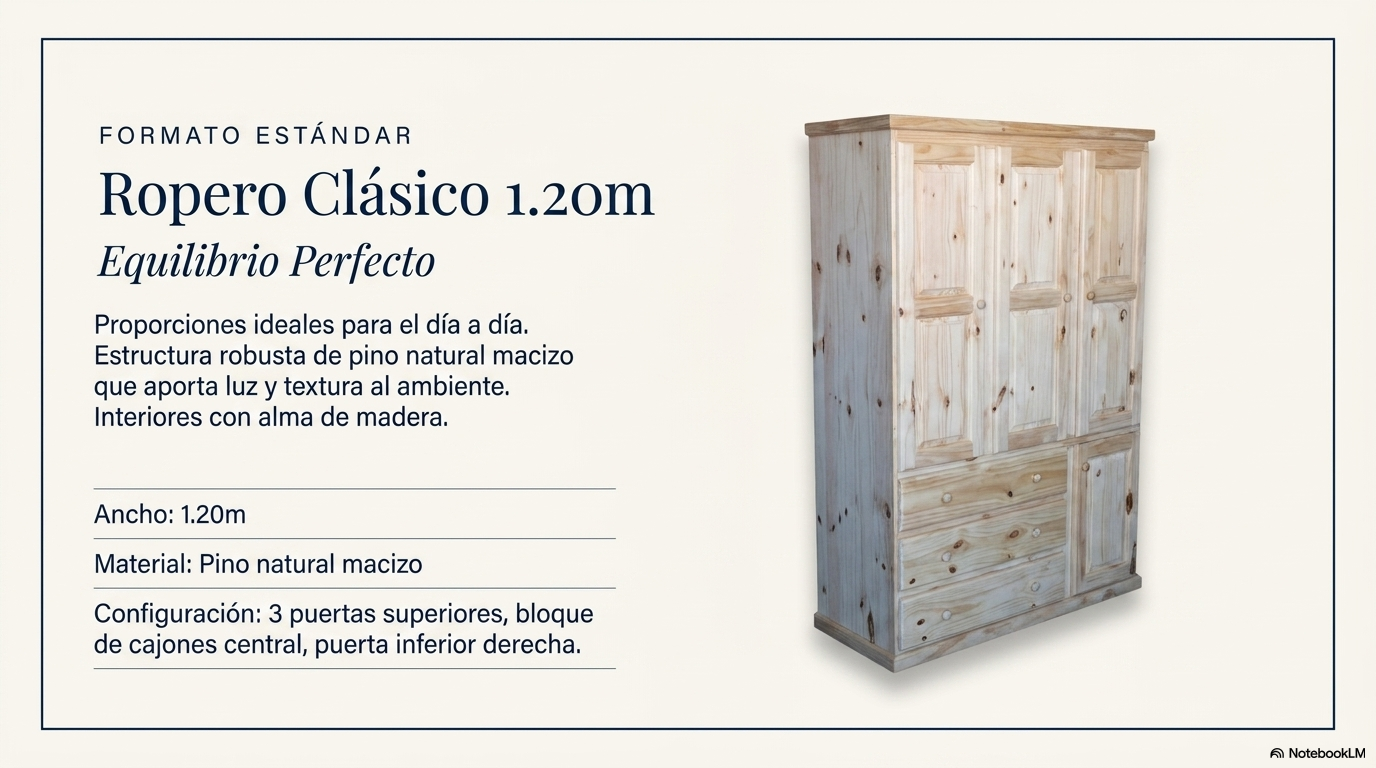 FORMATO ESTÁNDAR
Ropero Clásico 1.20m
Equilibrio Perfecto
Proporciones ideales para el día a día.
Estructura robusta de pino natural macizo
que aporta luz y textura al ambiente.
Interiores con alma de madera.
Ancho: 1.20m
Material: Pino natural macizo
Configuración: 3 puertas superiores, bloque
de cajones central, puerta inferior derecha.
NotebookLM